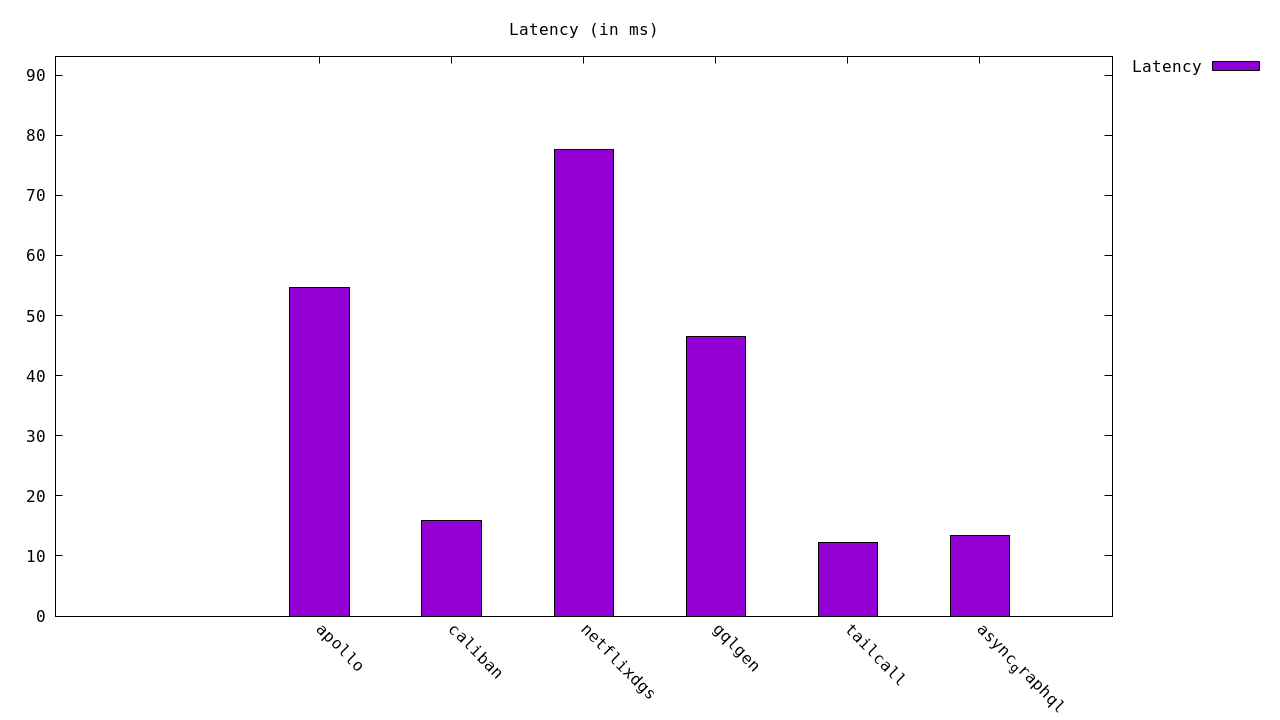 Latency (in ms)
Latency
90
80
70
60
50
40
30
20
10
0
apollo
caliban
netflixdgs
gqlgen
tailcall
asyncgraphql